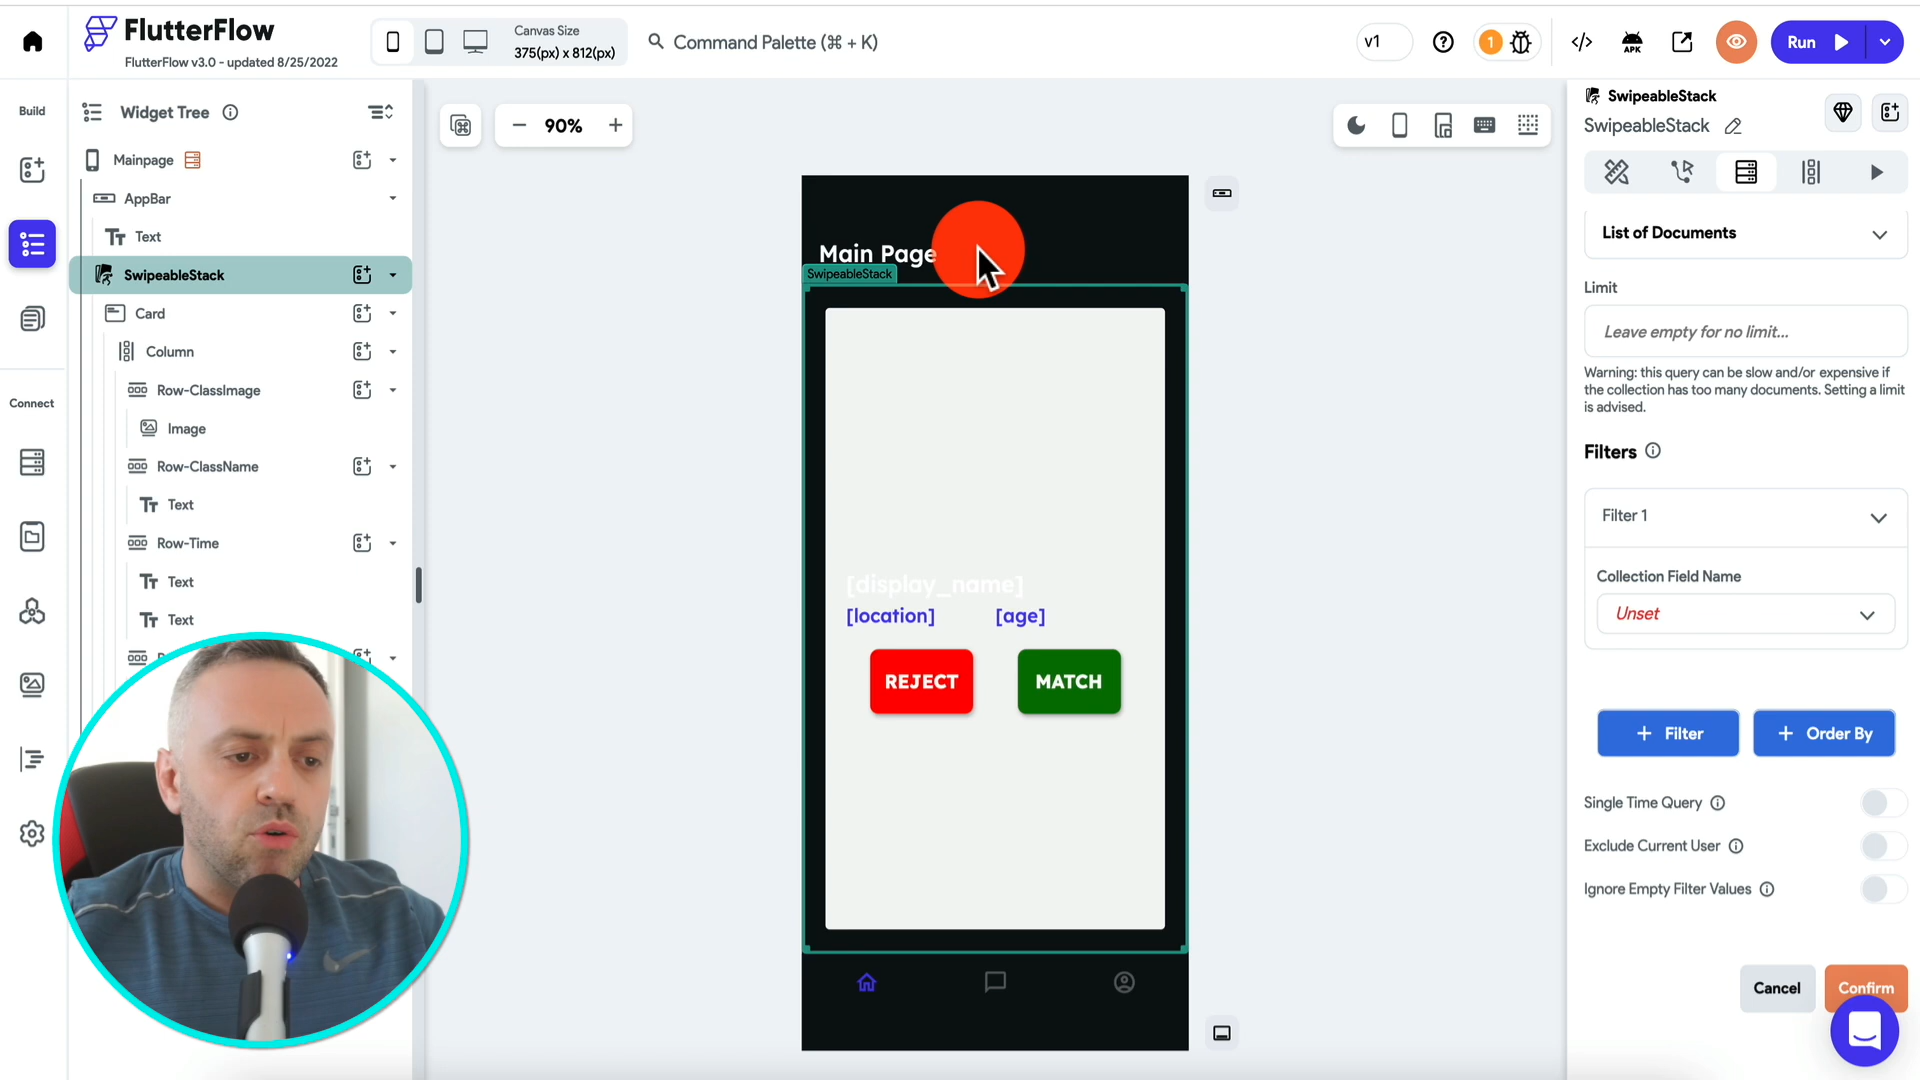 FlutterFlow
FlutterFlow v3.0 - updated 8/25/2022
Canvas Size
375(px) x 812(px)
Command Palette (⌘ + K)
v1
1
APK
Run
Build
Connect
Widget Tree
Mainpage
AppBar
Text
SwipeableStack
Card
Column
Row-ClassImage
Image
Row-ClassName
Text
Row-Time
Text
Text
90%
Main Page
SwipeableStack
[display_name]
[location] [age]
REJECT MATCH
SwipeableStack
SwipeableStack
List of Documents
Limit
Leave empty for no limit...
Warning: this query can be slow and/or expensive if
the collection has too many documents. Setting a limit
is advised.
Filters
Filter 1
Collection Field Name
Unset
+ Filter
+ Order By
Single Time Query
Exclude Current User
Ignore Empty Filter Values
Cancel
Confirm